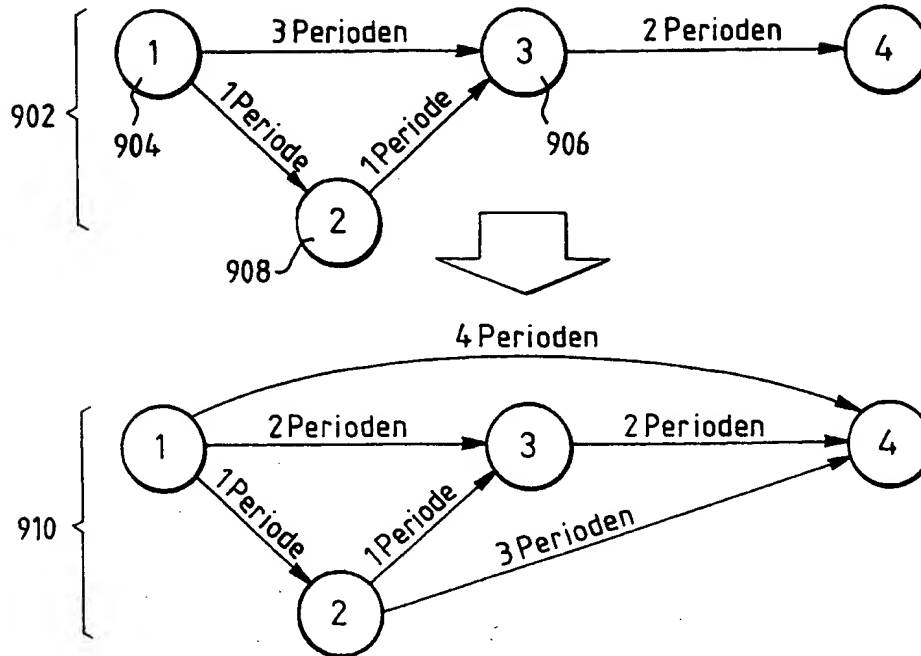 1
3 Perioden
3
2 Perioden
4
902
904
1 Periode
1 Periode
906
2
908
4 Perioden
1
2 Perioden
3
2 Perioden
4
910
1 Periode
1 Periode
3 Perioden
2